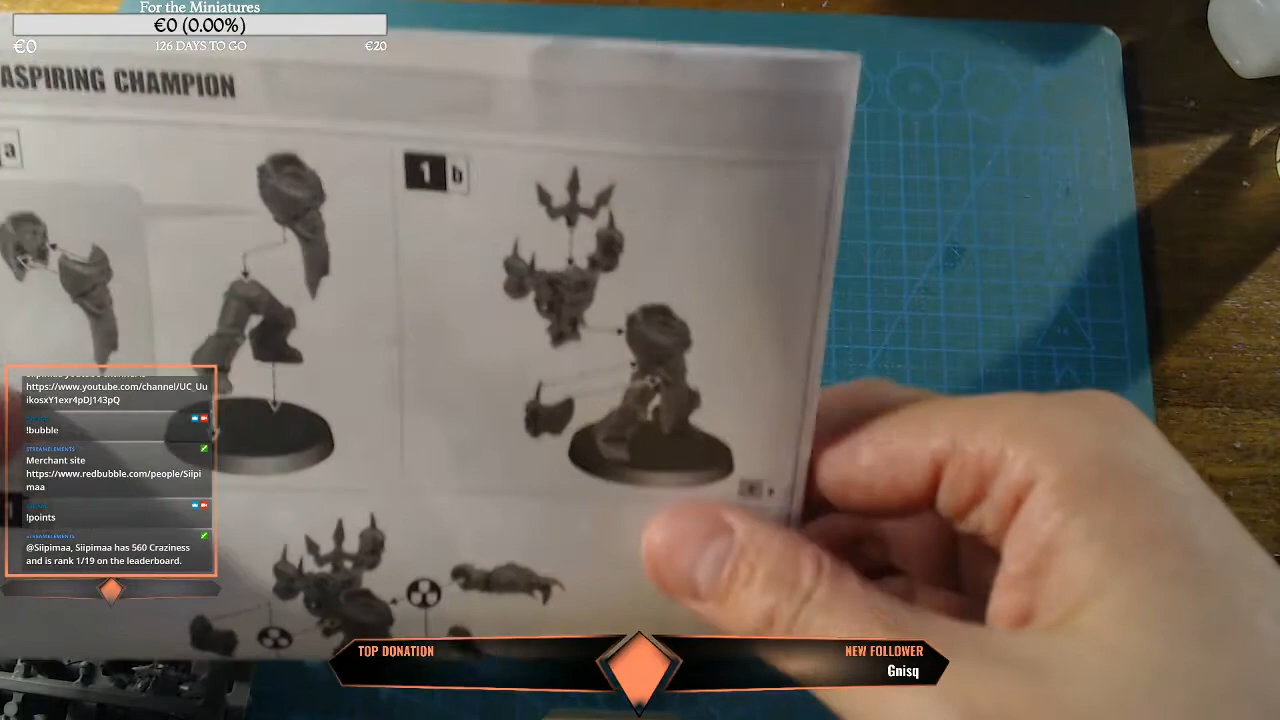 For the Miniatures
€0 (0.00%)
€0 126 DAYS TO GO €20
ASPIRING CHAMPION
a
1 b
https://www.youtube.com/channel/UC_Uu
ikosxY1exr4pDJ143pQ
!bubble
STREAMELEMENTS
Merchant site
https://www.redbubble.com/people/Siipi
maa
!points
STREAMELEMENTS
@Siipimaa, Siipimaa has 560 Craziness
and is rank 1/19 on the leaderboard.
TOP DONATION
NEW FOLLOWER
Gnisq